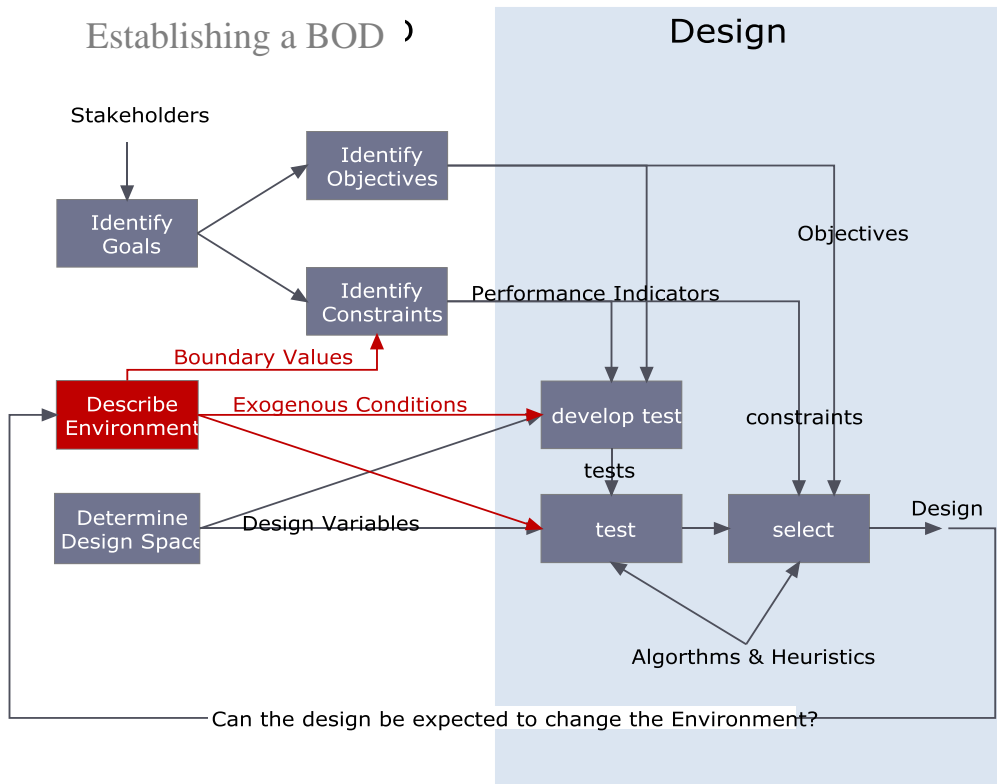 Establishing a BOD )
Design
Stakeholders
Identify
Objectives
Identify
Goals
Objectives
Identify
Constraints
Performance Indicators
Boundary Values
Describe
Environment
Exogenous Conditions
develop test
constraints
tests
Determine
Design Space
Design Variables
test
select
Design
Algorthms & Heuristics
Can the design be expected to change the Environment?